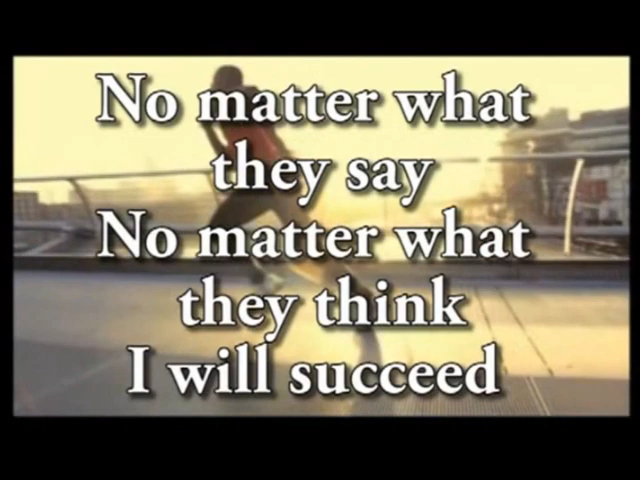 No matter what
they say
No matter what
they think
I will succeed